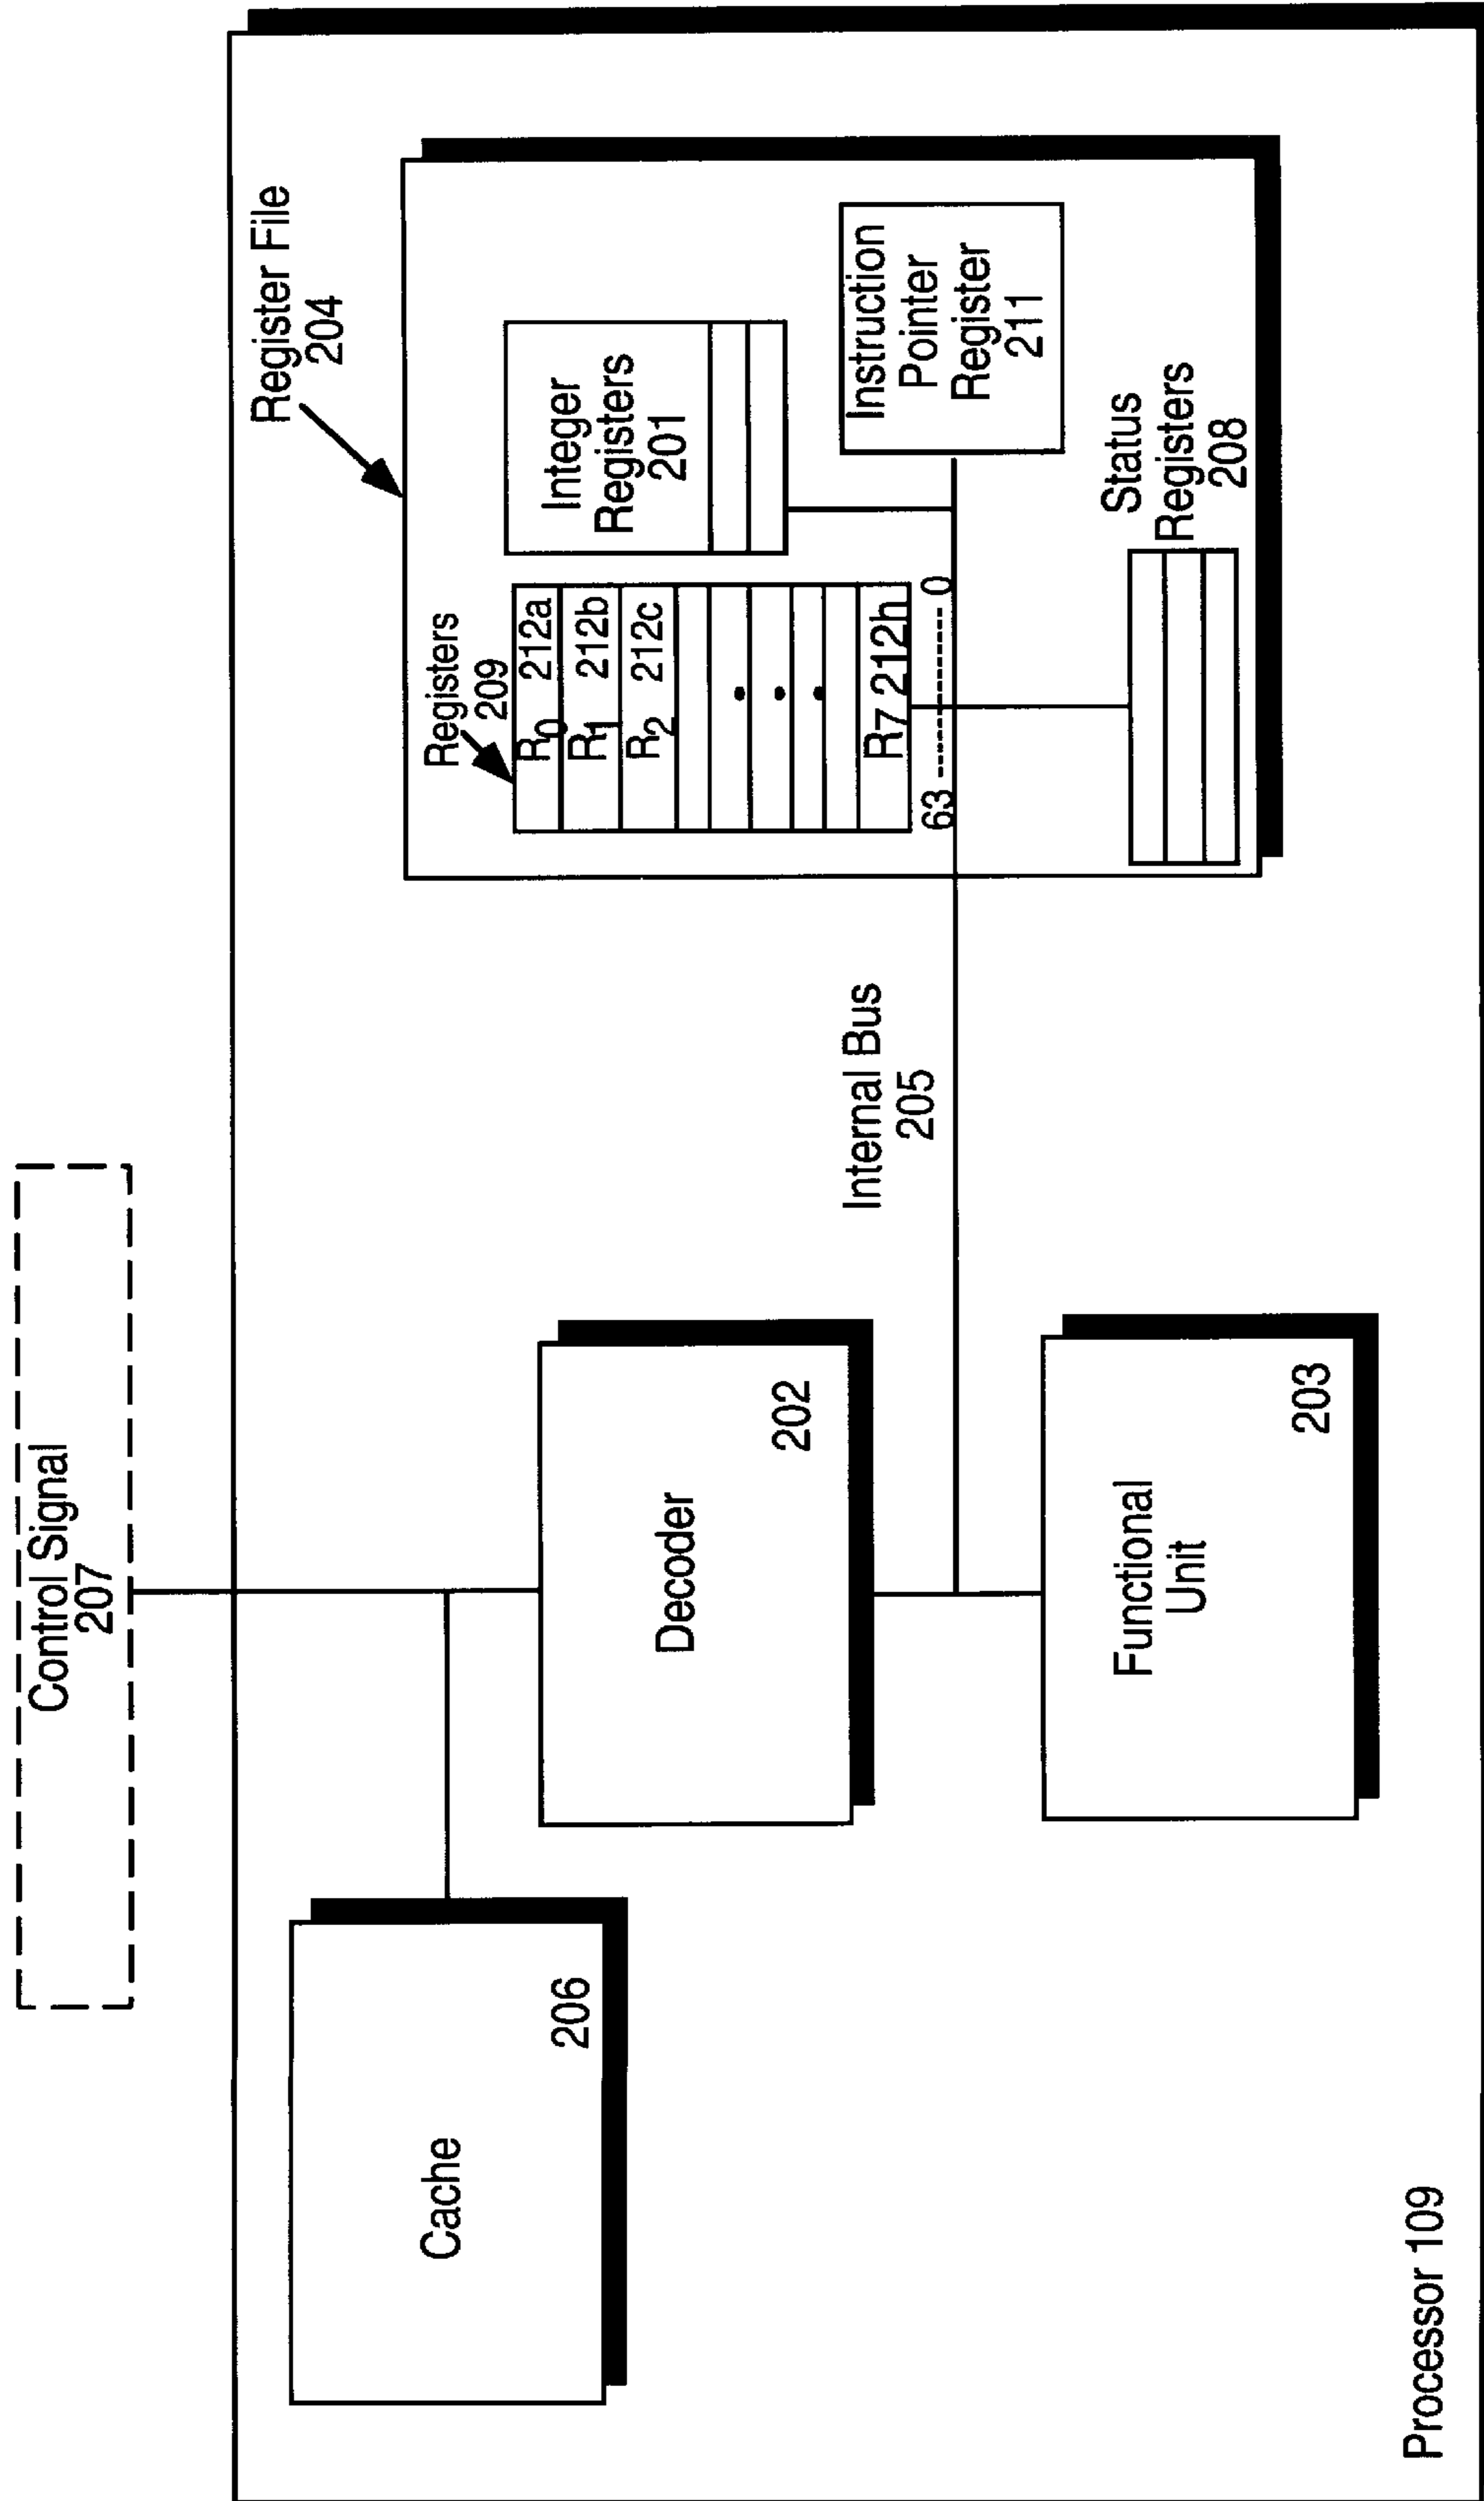 Control Signal
207
Register File
204
Registers
209
R0 212a
R1 212b
R2 212c
R7 212h
63 ------------ 0
Integer
Registers
201
Instruction
Pointer
Register
211
Status
Registers
208
Internal Bus
205
Decoder
202
Functional
Unit
203
Cache
206
Processor 109